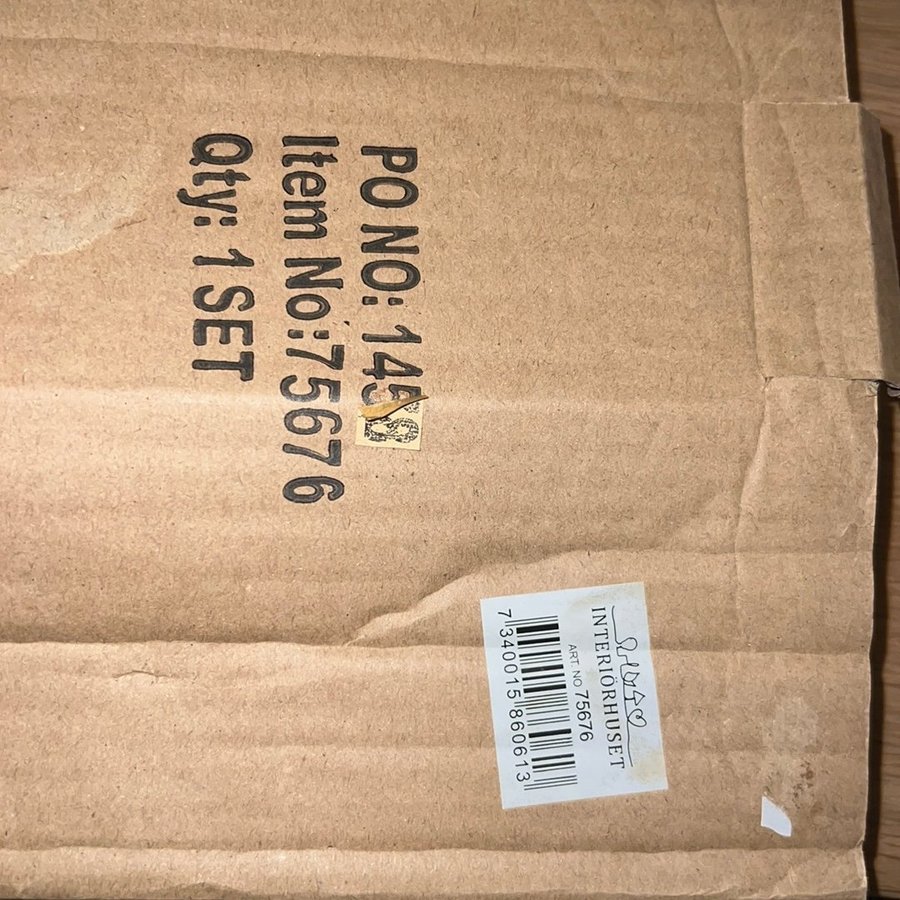 PO NO: 145
Item No:75676
Qty: 1 SET
INTERIÖRHUSET
ART. NO 75676
7 340015 860613